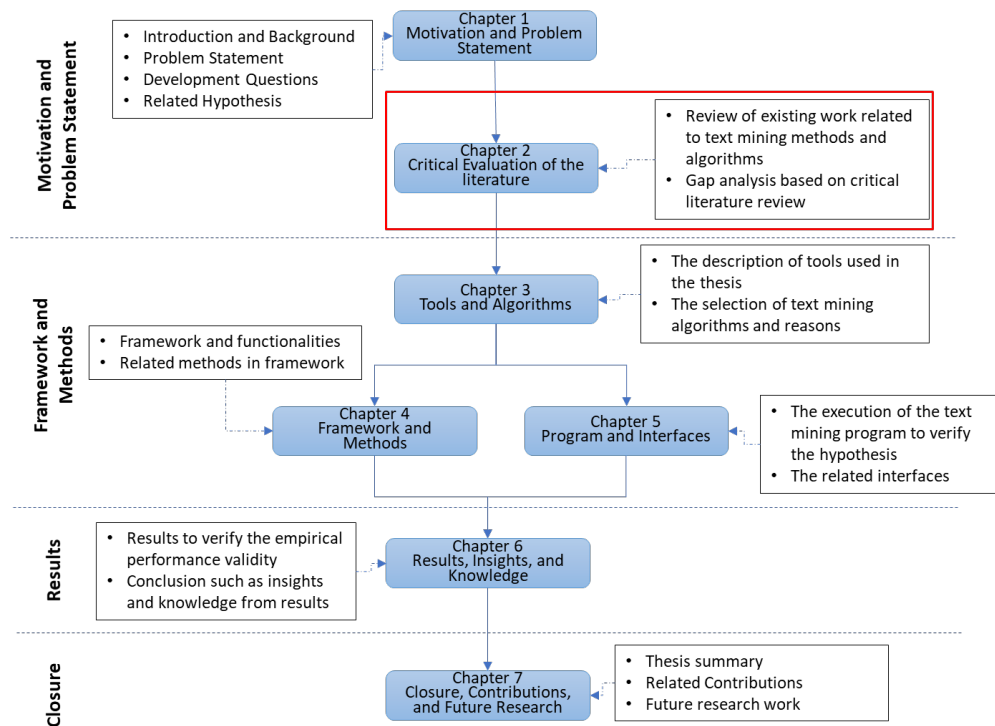 Motivation and
Problem Statement
• Introduction and Background
• Problem Statement
• Development Questions
• Related Hypothesis
Chapter 1
Motivation and Problem
Statement
Chapter 2
Critical Evaluation of the
literature
• Review of existing work related
to text mining methods and
algorithms
• Gap analysis based on critical
literature review
Framework and
Methods
Chapter 3
Tools and Algorithms
• The description of tools used in
the thesis
• The selection of text mining
algorithms and reasons
• Framework and functionalities
• Related methods in framework
Chapter 4
Framework and
Methods
Chapter 5
Program and Interfaces
• The execution of the text
mining program to verify
the hypothesis
• The related interfaces
Results
• Results to verify the empirical
performance validity
• Conclusion such as insights
and knowledge from results
Chapter 6
Results, Insights, and
Knowledge
Closure
Chapter 7
Closure, Contributions,
and Future Research
• Thesis summary
• Related Contributions
• Future research work